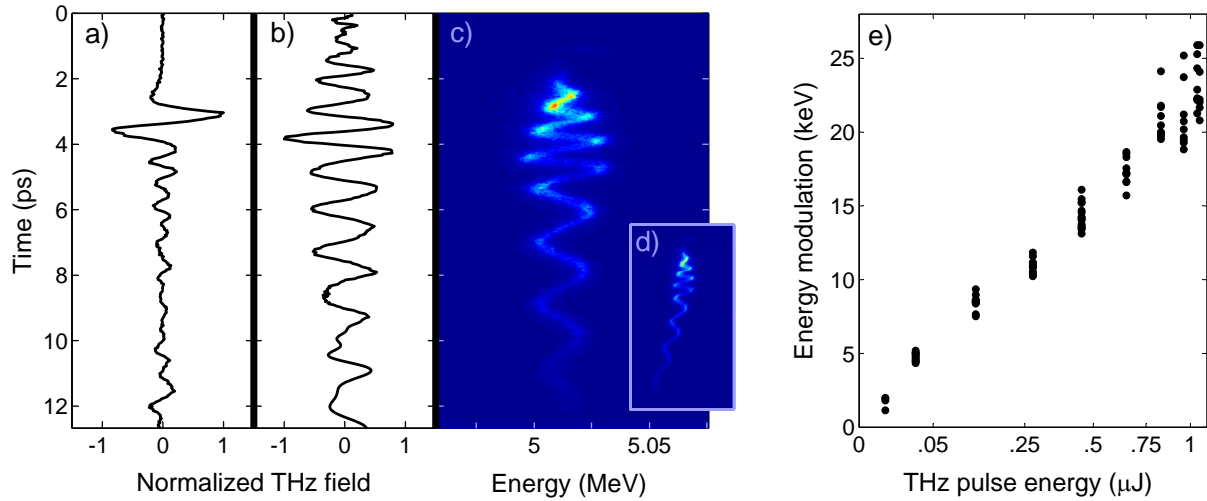 a)
b)
c)
d)
e)
0
2
4
6
8
10
12
Time (ps)
-1 0 1
-1 0 1
Normalized THz field
5 5.05
Energy (MeV)
25
20
15
10
5
0
Energy modulation (keV)
0 .05 .25 .5 .75 1
THz pulse energy (μJ)